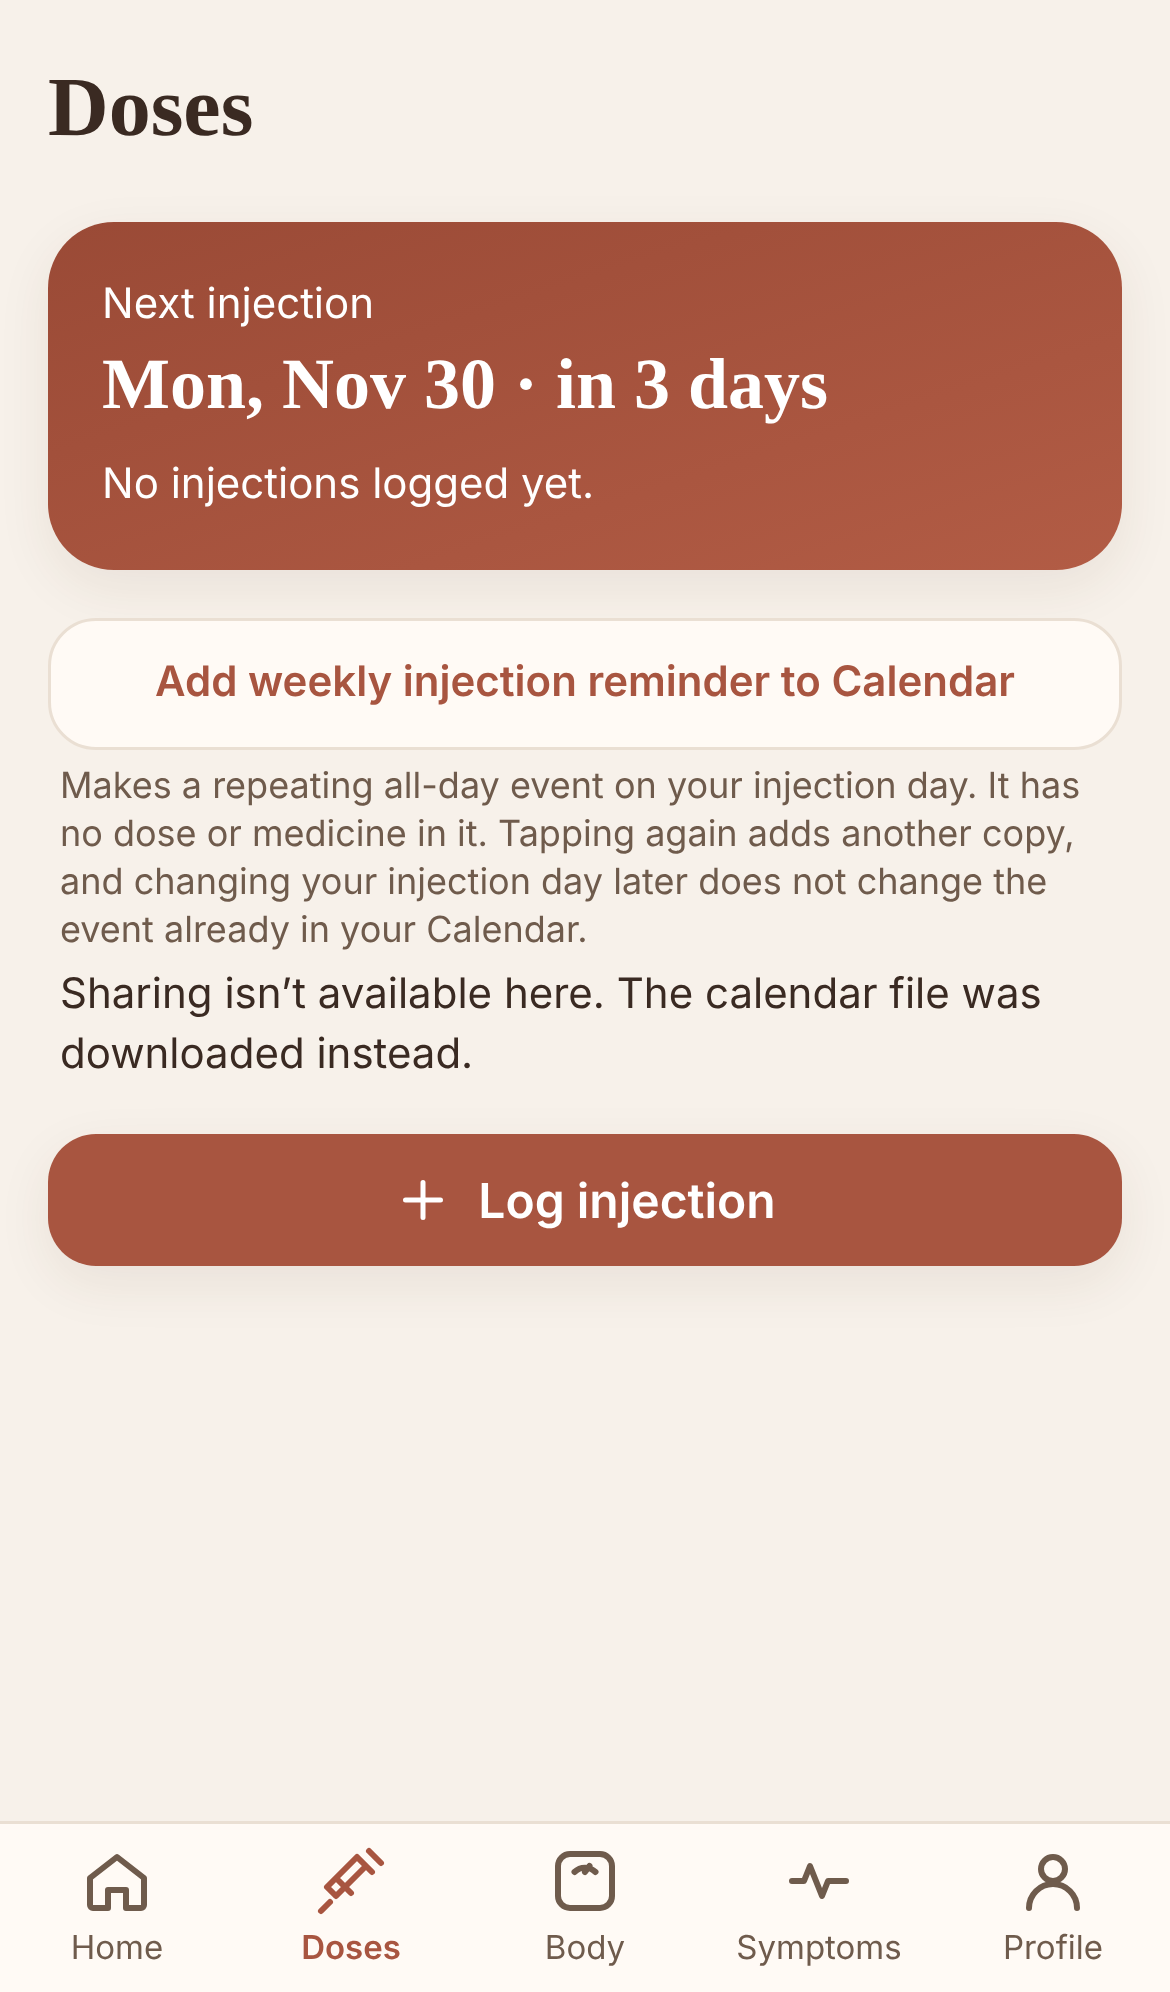 Doses
Next injection
Mon, Nov 30 · in 3 days
No injections logged yet.
Add weekly injection reminder to Calendar
Makes a repeating all-day event on your injection day. It has
no dose or medicine in it. Tapping again adds another copy,
and changing your injection day later does not change the
event already in your Calendar.
Sharing isn’t available here. The calendar file was
downloaded instead.
Log injection
Home
Doses
Body
Symptoms
Profile